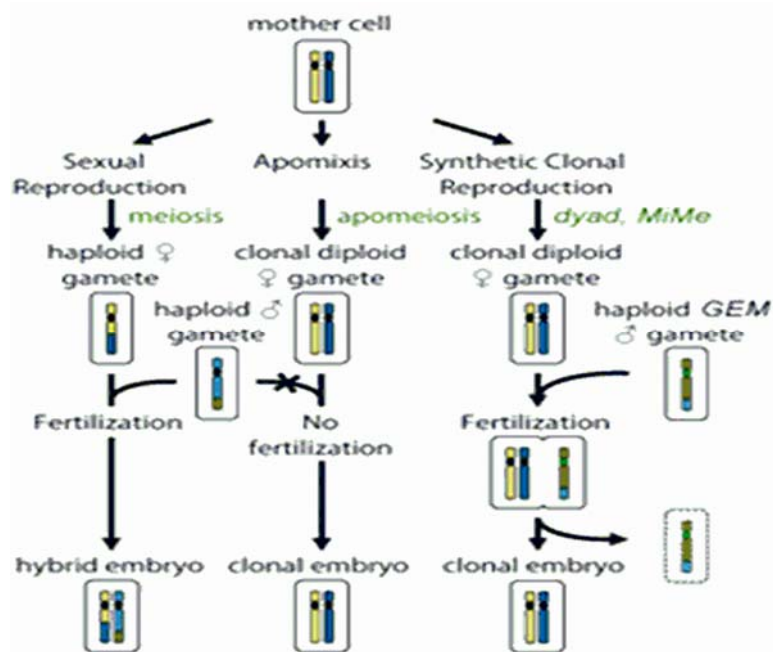 mother cell
Sexual Reproduction
Apomixis
Synthetic Clonal Reproduction
meiosis
apomeiosis
dyad, MiMe
haploid ♀ gamete
clonal diploid ♀ gamete
clonal diploid ♀ gamete
haploid ♂ gamete
haploid GEM ♂ gamete
Fertilization
No fertilization
Fertilization
hybrid embryo
clonal embryo
clonal embryo